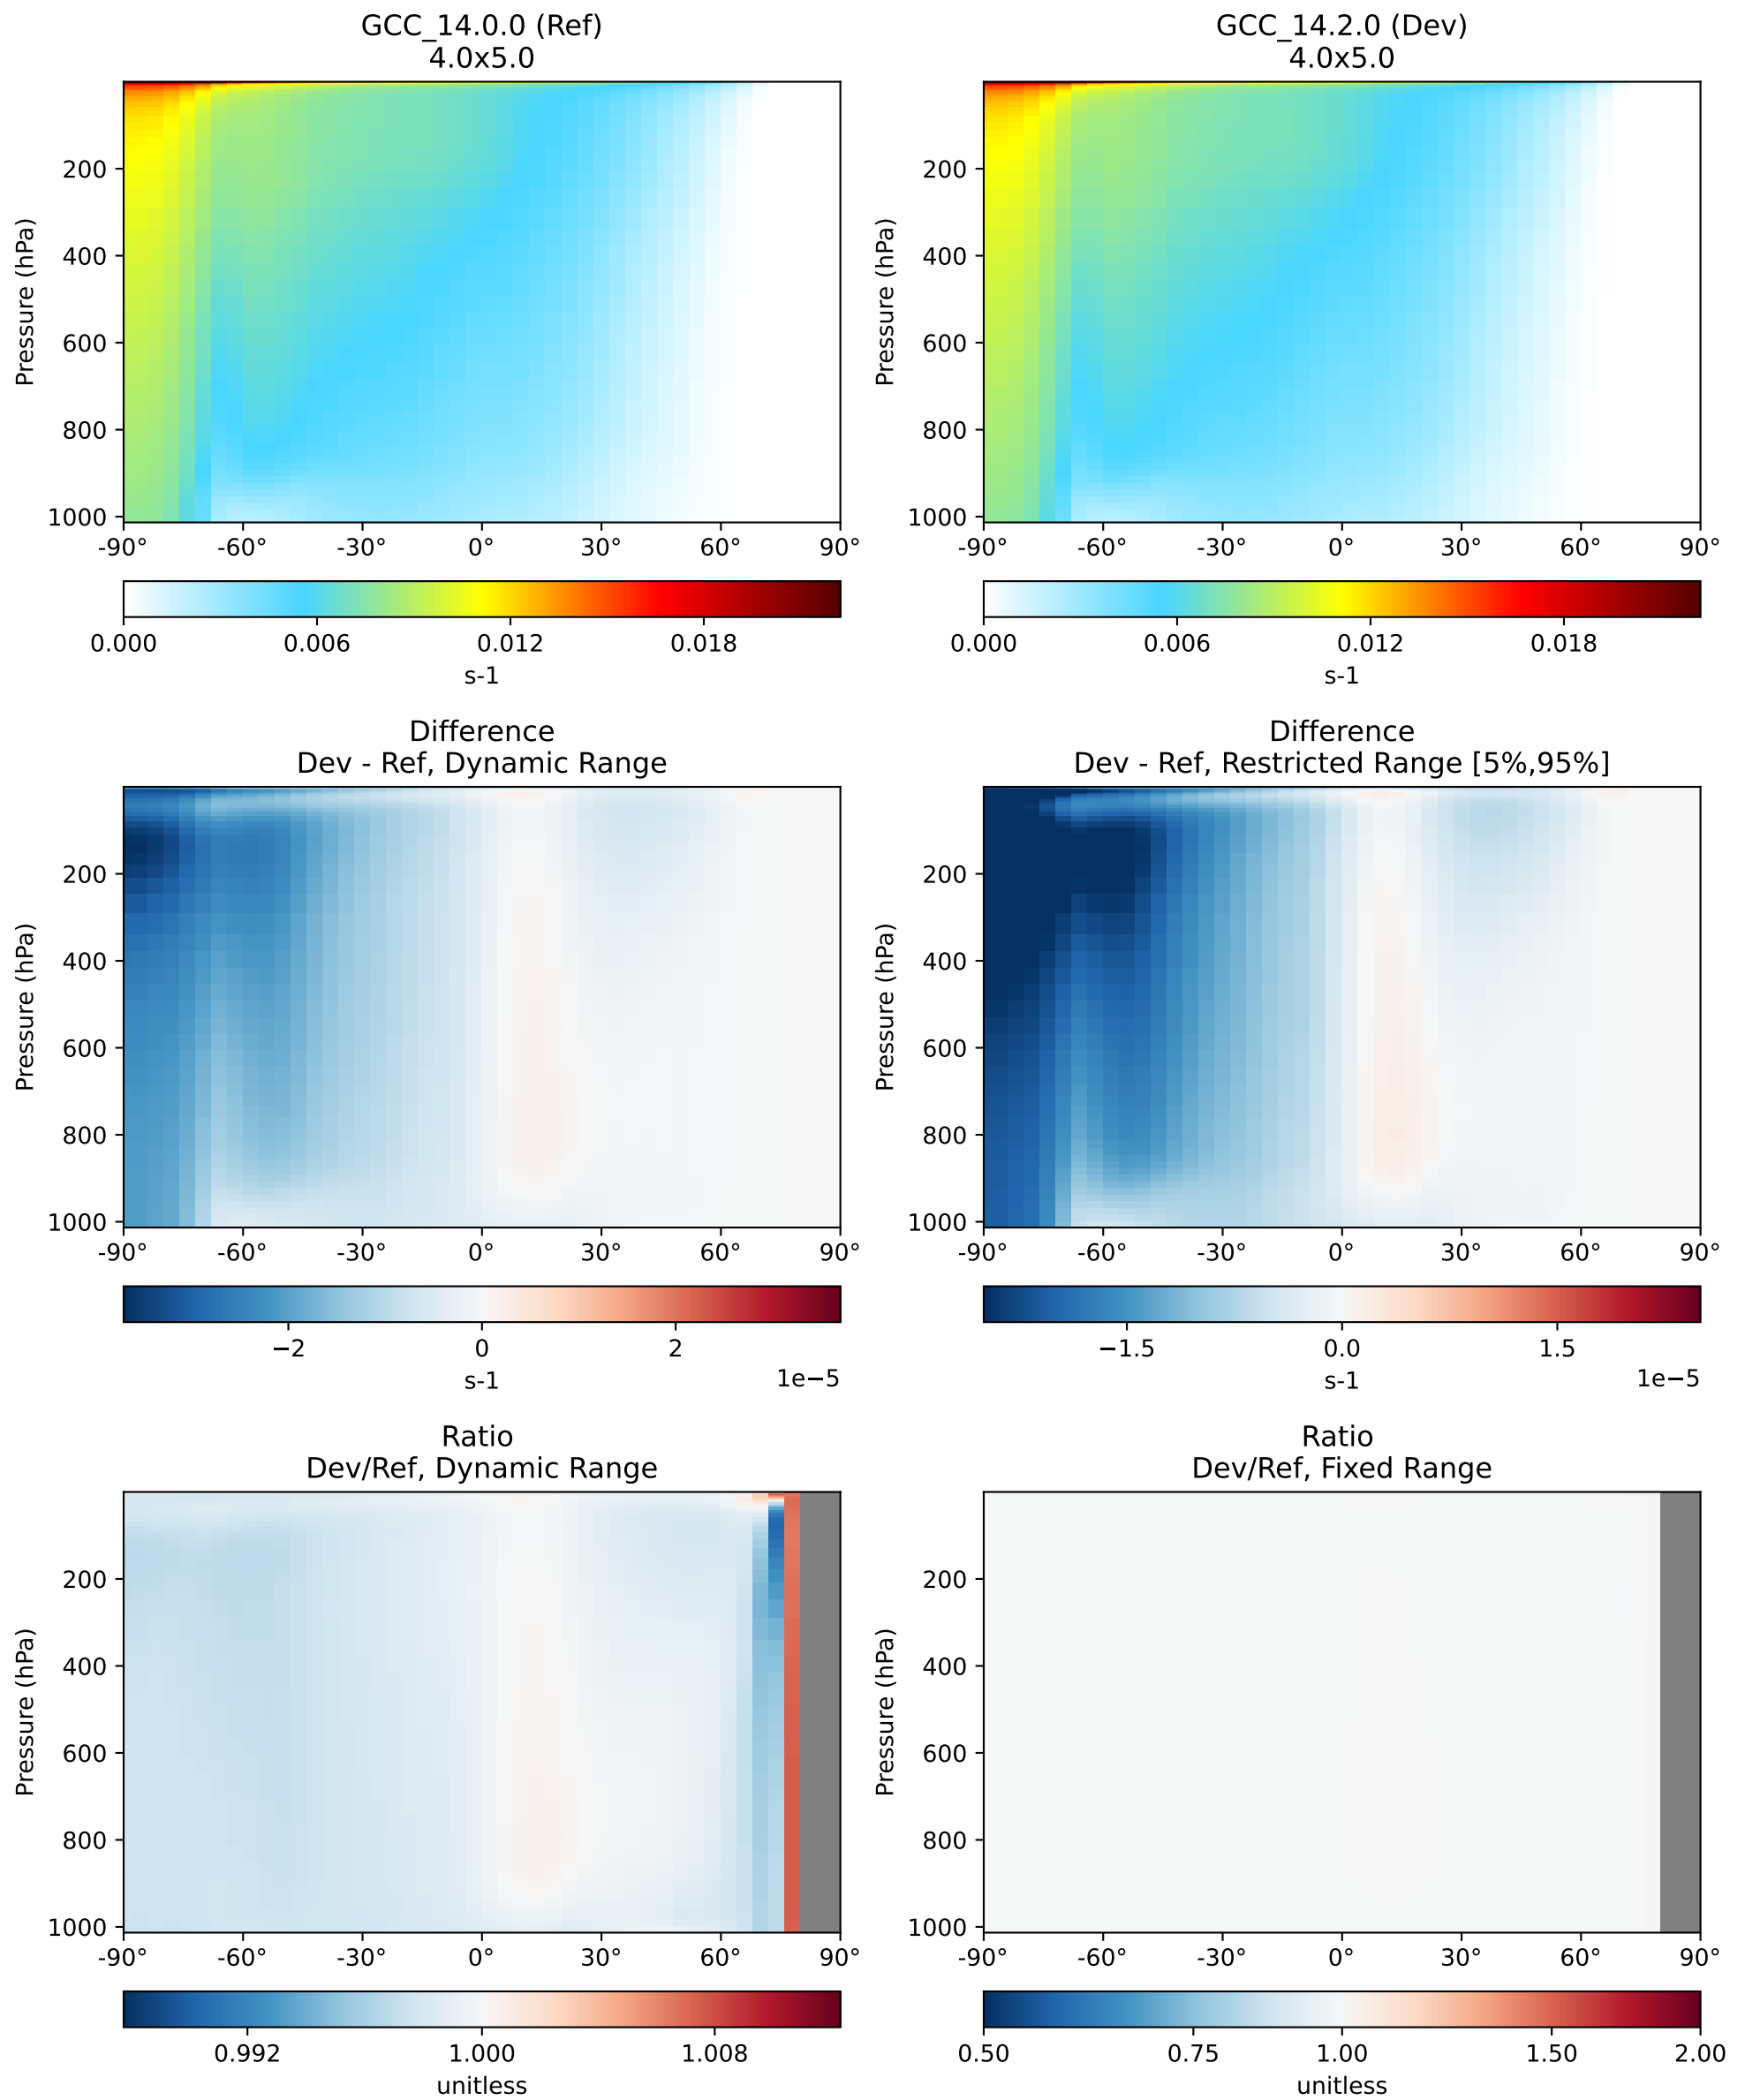 GCC_14.0.0 (Ref)
4.0x5.0
Pressure (hPa)
200
400
600
800
1000
-90° -60° -30° 0° 30° 60° 90°
0.000 0.006 0.012 0.018
s-1
GCC_14.2.0 (Dev)
4.0x5.0
Pressure (hPa)
200
400
600
800
1000
-90° -60° -30° 0° 30° 60° 90°
0.000 0.006 0.012 0.018
s-1
Difference
Dev - Ref, Dynamic Range
Pressure (hPa)
200
400
600
800
1000
-90° -60° -30° 0° 30° 60° 90°
−2 0 2
s-1 1e−5
Difference
Dev - Ref, Restricted Range [5%,95%]
Pressure (hPa)
200
400
600
800
1000
-90° -60° -30° 0° 30° 60° 90°
−1.5 0.0 1.5
s-1 1e−5
Ratio
Dev/Ref, Dynamic Range
Pressure (hPa)
200
400
600
800
1000
-90° -60° -30° 0° 30° 60° 90°
0.992 1.000 1.008
unitless
Ratio
Dev/Ref, Fixed Range
Pressure (hPa)
200
400
600
800
1000
-90° -60° -30° 0° 30° 60° 90°
0.50 0.75 1.00 1.50 2.00
unitless